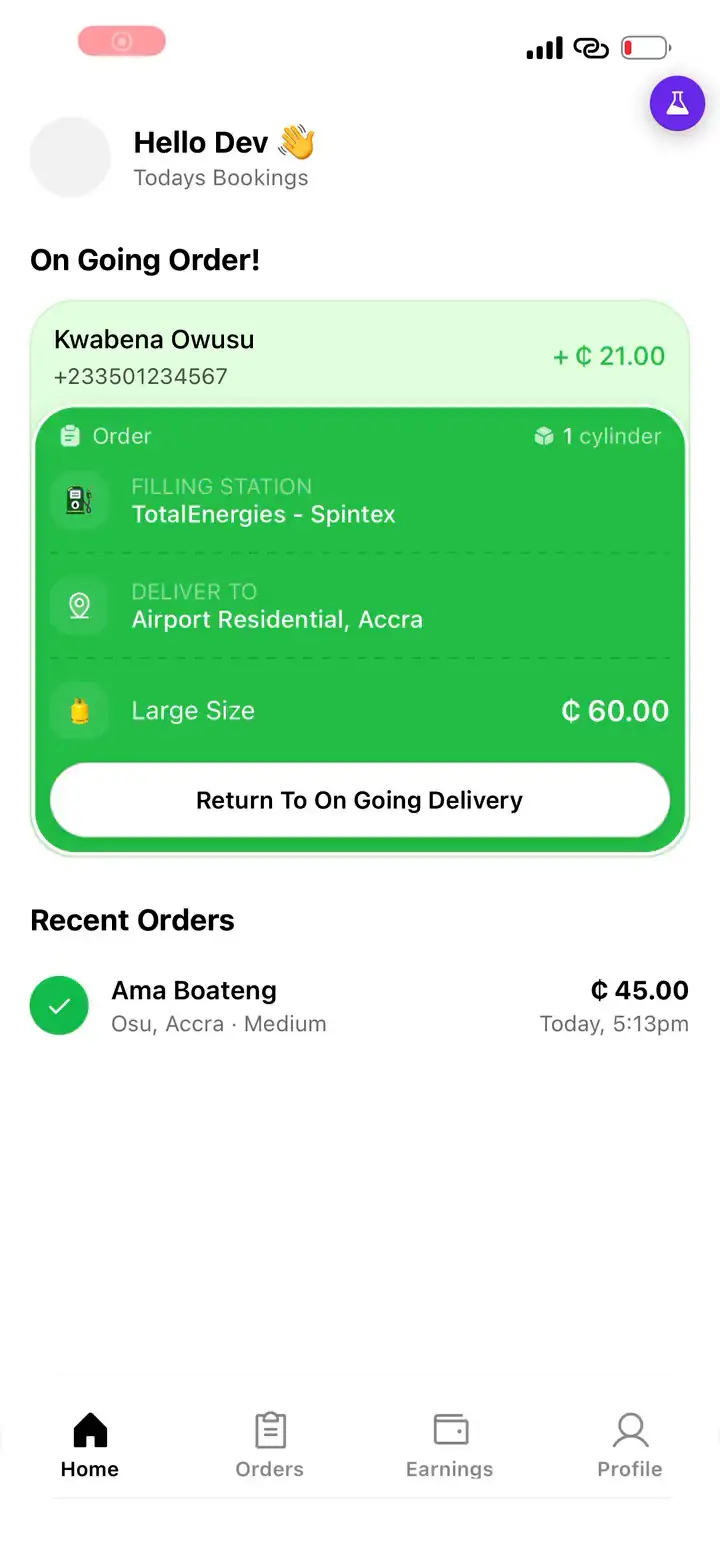 Hello Dev 👋
Todays Bookings
On Going Order!
Kwabena Owusu
+233501234567
+ ₵ 21.00
Order
1 cylinder
FILLING STATION
TotalEnergies - Spintex
DELIVER TO
Airport Residential, Accra
Large Size
₵ 60.00
Return To On Going Delivery
Recent Orders
Ama Boateng
₵ 45.00
Osu, Accra · Medium
Today, 5:13pm
Home
Orders
Earnings
Profile